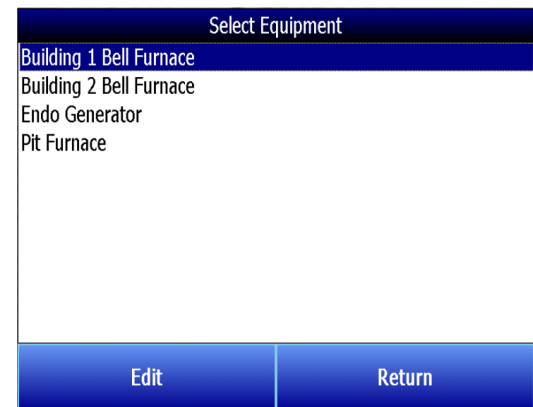 Select Equipment
Building 1 Bell Furnace
Building 2 Bell Furnace
Endo Generator
Pit Furnace
Edit Return